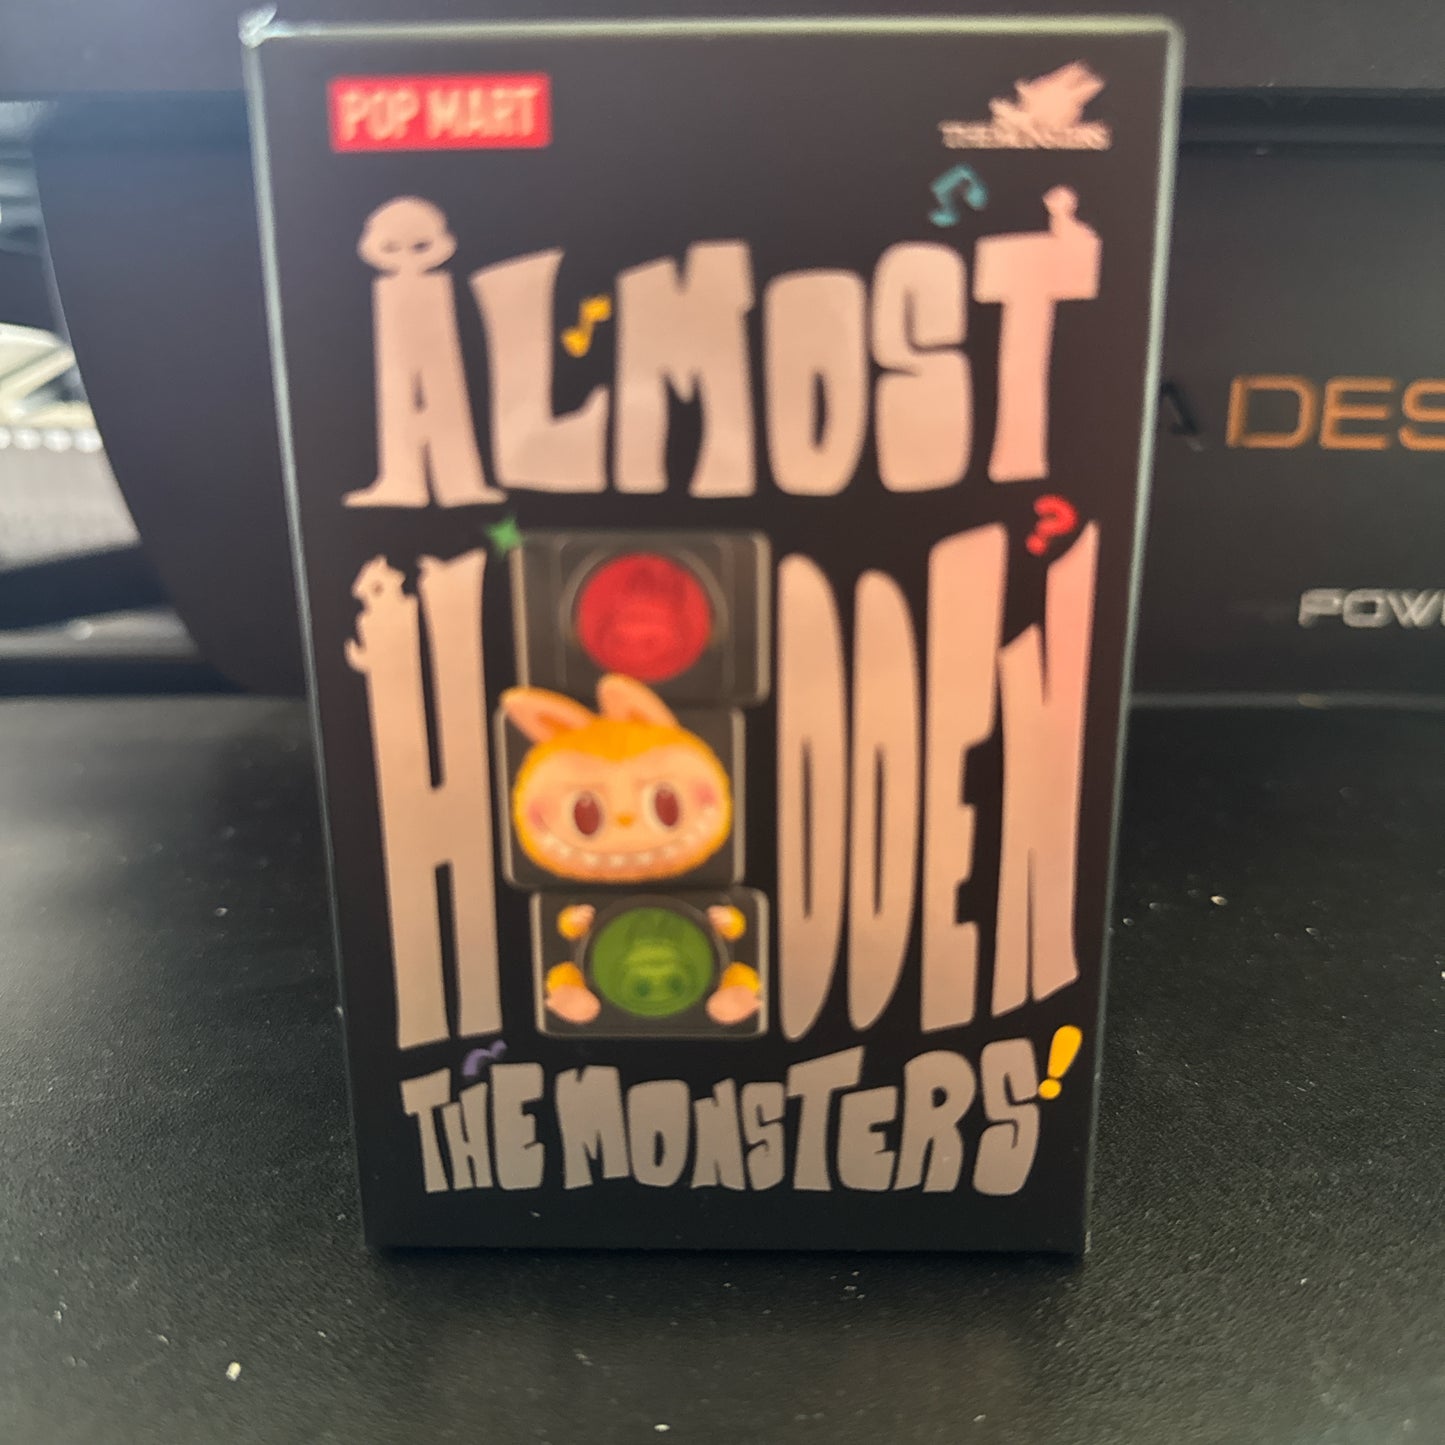 POP MART
THE MONSTERS
ALMOST
HIDDEN
THE MONSTERS!
DES
POW